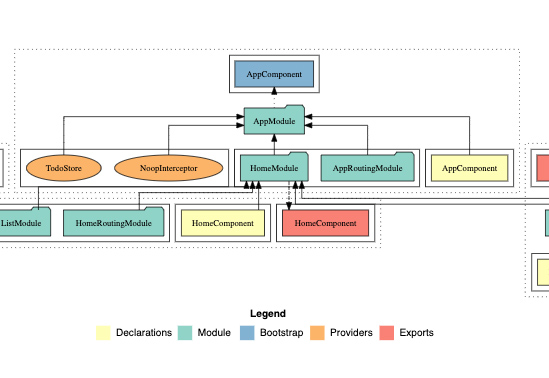 AppComponent
AppModule
TodoStore
NoopInterceptor
HomeModule
AppRoutingModule
AppComponent
ListModule
HomeRoutingModule
HomeComponent
HomeComponent
Legend
Declarations
Module
Bootstrap
Providers
Exports